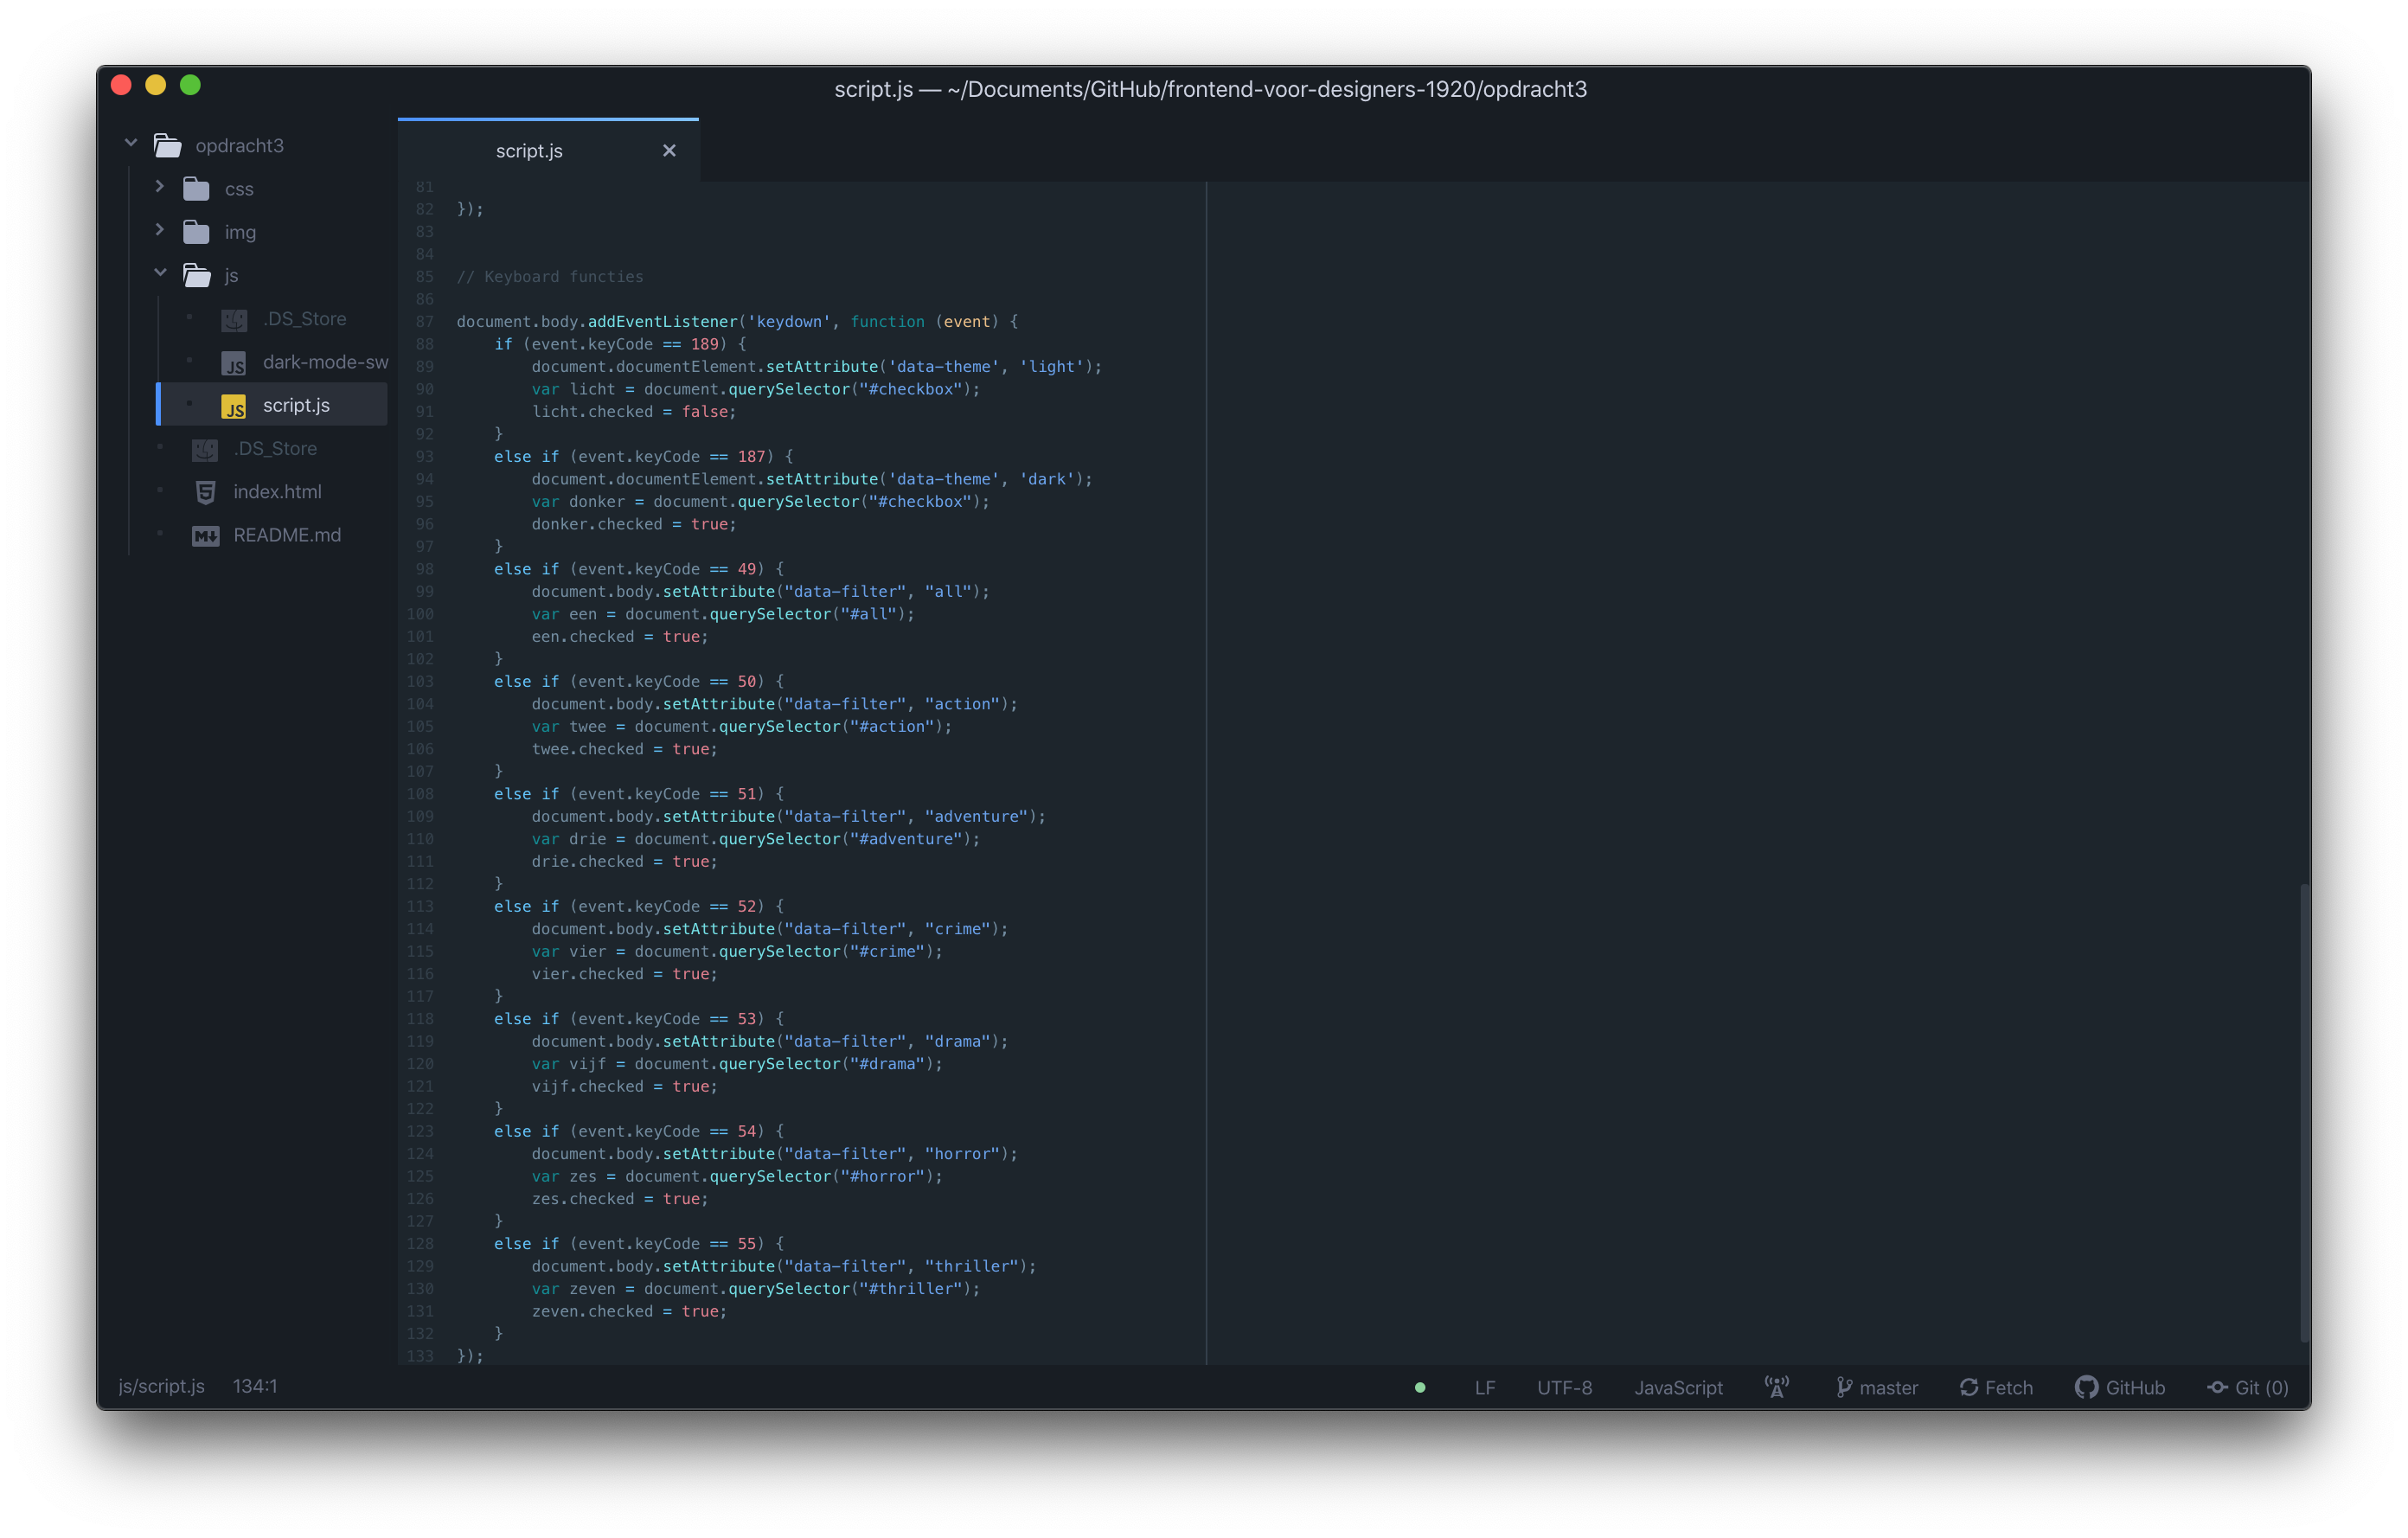 script.js — ~/Documents/GitHub/frontend-voor-designers-1920/opdracht3
opdracht3
css
img
js
.DS_Store
dark-mode-sw
script.js
.DS_Store
index.html
README.md
script.js
81
82 });
83
84
85 // Keyboard functies
86
87 document.body.addEventListener('keydown', function (event) {
88     if (event.keyCode == 189) {
89         document.documentElement.setAttribute('data-theme', 'light');
90         var licht = document.querySelector("#checkbox");
91         licht.checked = false;
92     }
93     else if (event.keyCode == 187) {
94         document.documentElement.setAttribute('data-theme', 'dark');
95         var donker = document.querySelector("#checkbox");
96         donker.checked = true;
97     }
98     else if (event.keyCode == 49) {
99         document.body.setAttribute("data-filter", "all");
100         var een = document.querySelector("#all");
101         een.checked = true;
102     }
103     else if (event.keyCode == 50) {
104         document.body.setAttribute("data-filter", "action");
105         var twee = document.querySelector("#action");
106         twee.checked = true;
107     }
108     else if (event.keyCode == 51) {
109         document.body.setAttribute("data-filter", "adventure");
110         var drie = document.querySelector("#adventure");
111         drie.checked = true;
112     }
113     else if (event.keyCode == 52) {
114         document.body.setAttribute("data-filter", "crime");
115         var vier = document.querySelector("#crime");
116         vier.checked = true;
117     }
118     else if (event.keyCode == 53) {
119         document.body.setAttribute("data-filter", "drama");
120         var vijf = document.querySelector("#drama");
121         vijf.checked = true;
122     }
123     else if (event.keyCode == 54) {
124         document.body.setAttribute("data-filter", "horror");
125         var zes = document.querySelector("#horror");
126         zes.checked = true;
127     }
128     else if (event.keyCode == 55) {
129         document.body.setAttribute("data-filter", "thriller");
130         var zeven = document.querySelector("#thriller");
131         zeven.checked = true;
132     }
133 });
js/script.js 134:1 LF UTF-8 JavaScript master Fetch GitHub Git (0)